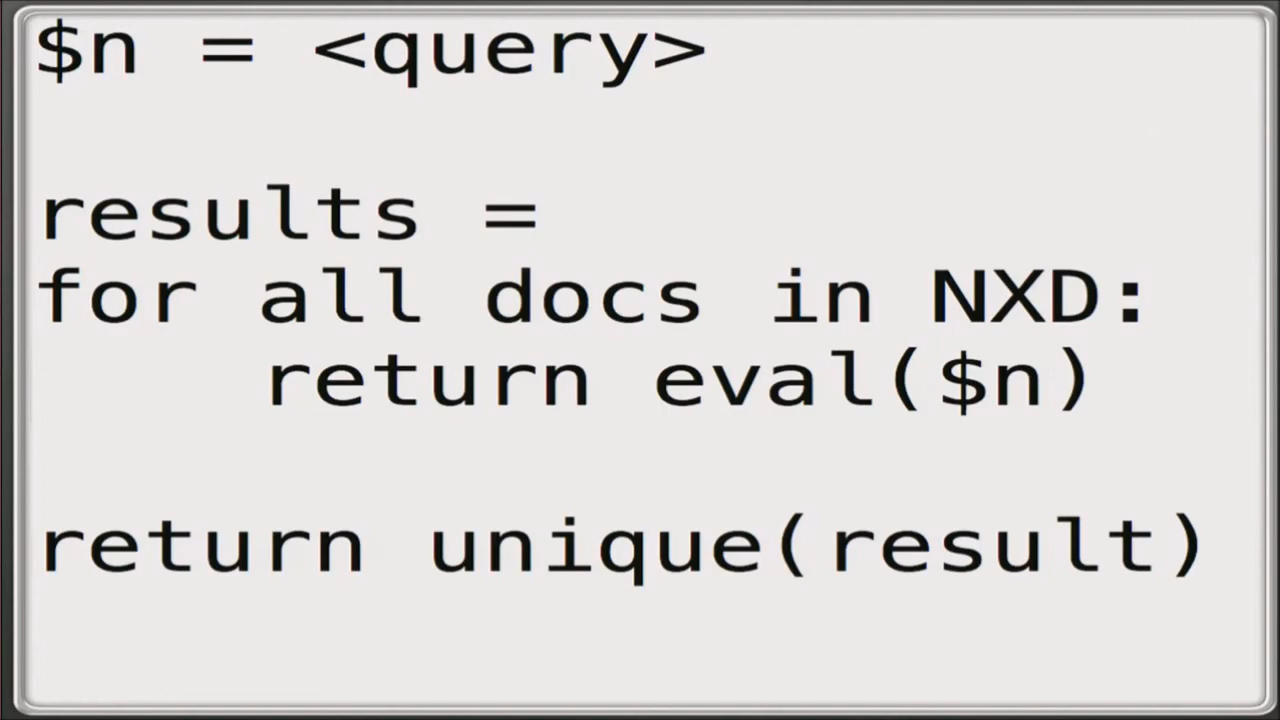 $n = <query>
results =
for all docs in NXD:
return eval($n)
return unique(result)